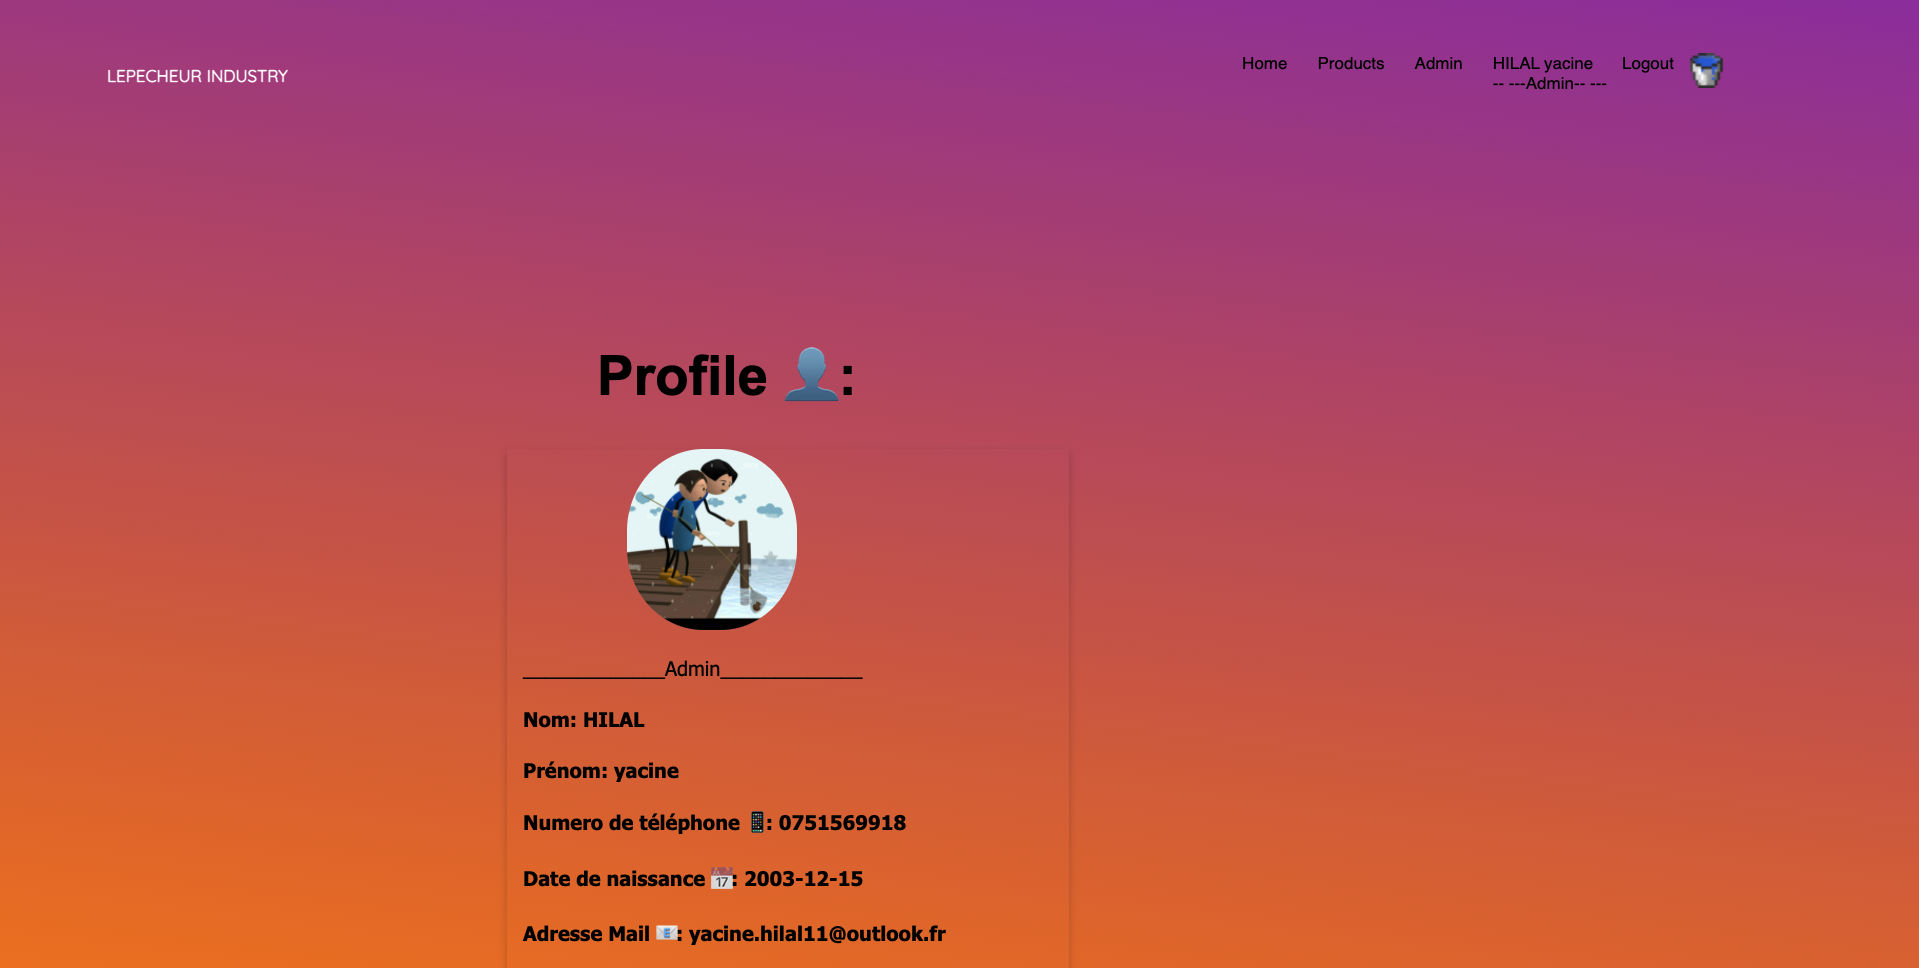 LEPECHEUR INDUSTRY
Home Products Admin HILAL yacine Logout
-- ---Admin-- ---
Profile 👤:
_____________Admin_____________
Nom: HILAL
Prénom: yacine
Numero de téléphone 📱: 0751569918
Date de naissance 📅: 2003-12-15
Adresse Mail 📧: yacine.hilal11@outlook.fr